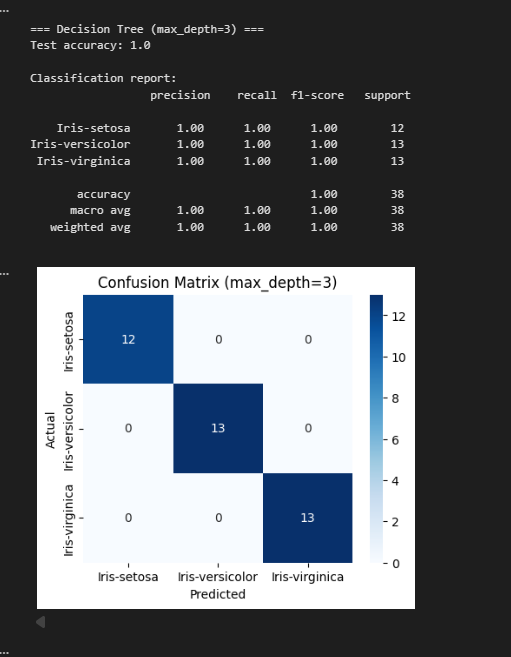 ...
=== Decision Tree (max_depth=3) ===
Test accuracy: 1.0
Classification report:
precision recall f1-score support
Iris-setosa 1.00 1.00 1.00 12
Iris-versicolor 1.00 1.00 1.00 13
Iris-virginica 1.00 1.00 1.00 13
accuracy 1.00 38
macro avg 1.00 1.00 1.00 38
weighted avg 1.00 1.00 1.00 38
...
Confusion Matrix (max_depth=3)
Actual
Iris-setosa
12 0 0
Iris-versicolor
0 13 0
Iris-virginica
0 0 13
Iris-setosa Iris-versicolor Iris-virginica
Predicted
12
10
8
6
4
2
0
...